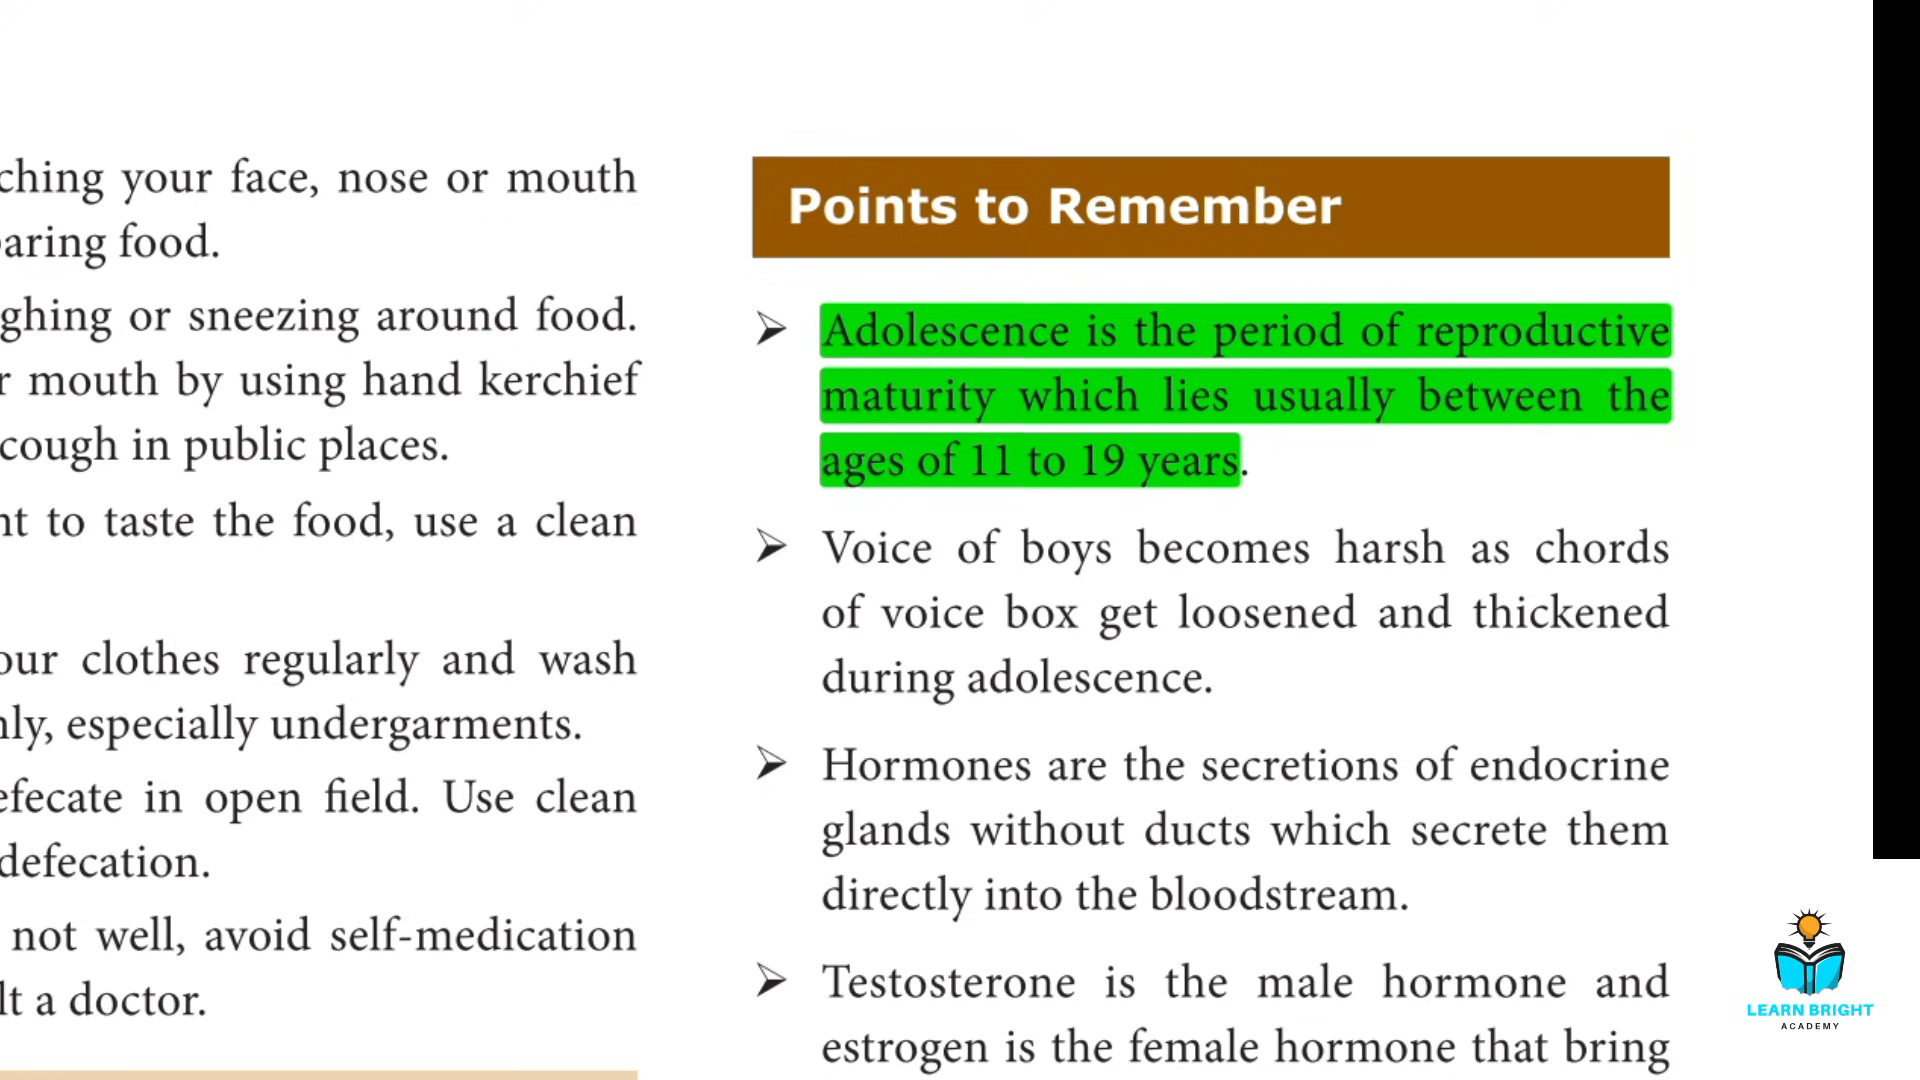 ching your face, nose or mouth
paring food.
ghing or sneezing around food.
r mouth by using hand kerchief
cough in public places.
nt to taste the food, use a clean
our clothes regularly and wash
nly, especially undergarments.
efecate in open field. Use clean
defecation.
not well, avoid self-medication
lt a doctor.
Points to Remember
➢ Adolescence is the period of reproductive
maturity which lies usually between the
ages of 11 to 19 years.
➢ Voice of boys becomes harsh as chords
of voice box get loosened and thickened
during adolescence.
➢ Hormones are the secretions of endocrine
glands without ducts which secrete them
directly into the bloodstream.
➢ Testosterone is the male hormone and
estrogen is the female hormone that bring
LEARN BRIGHT
ACADEMY